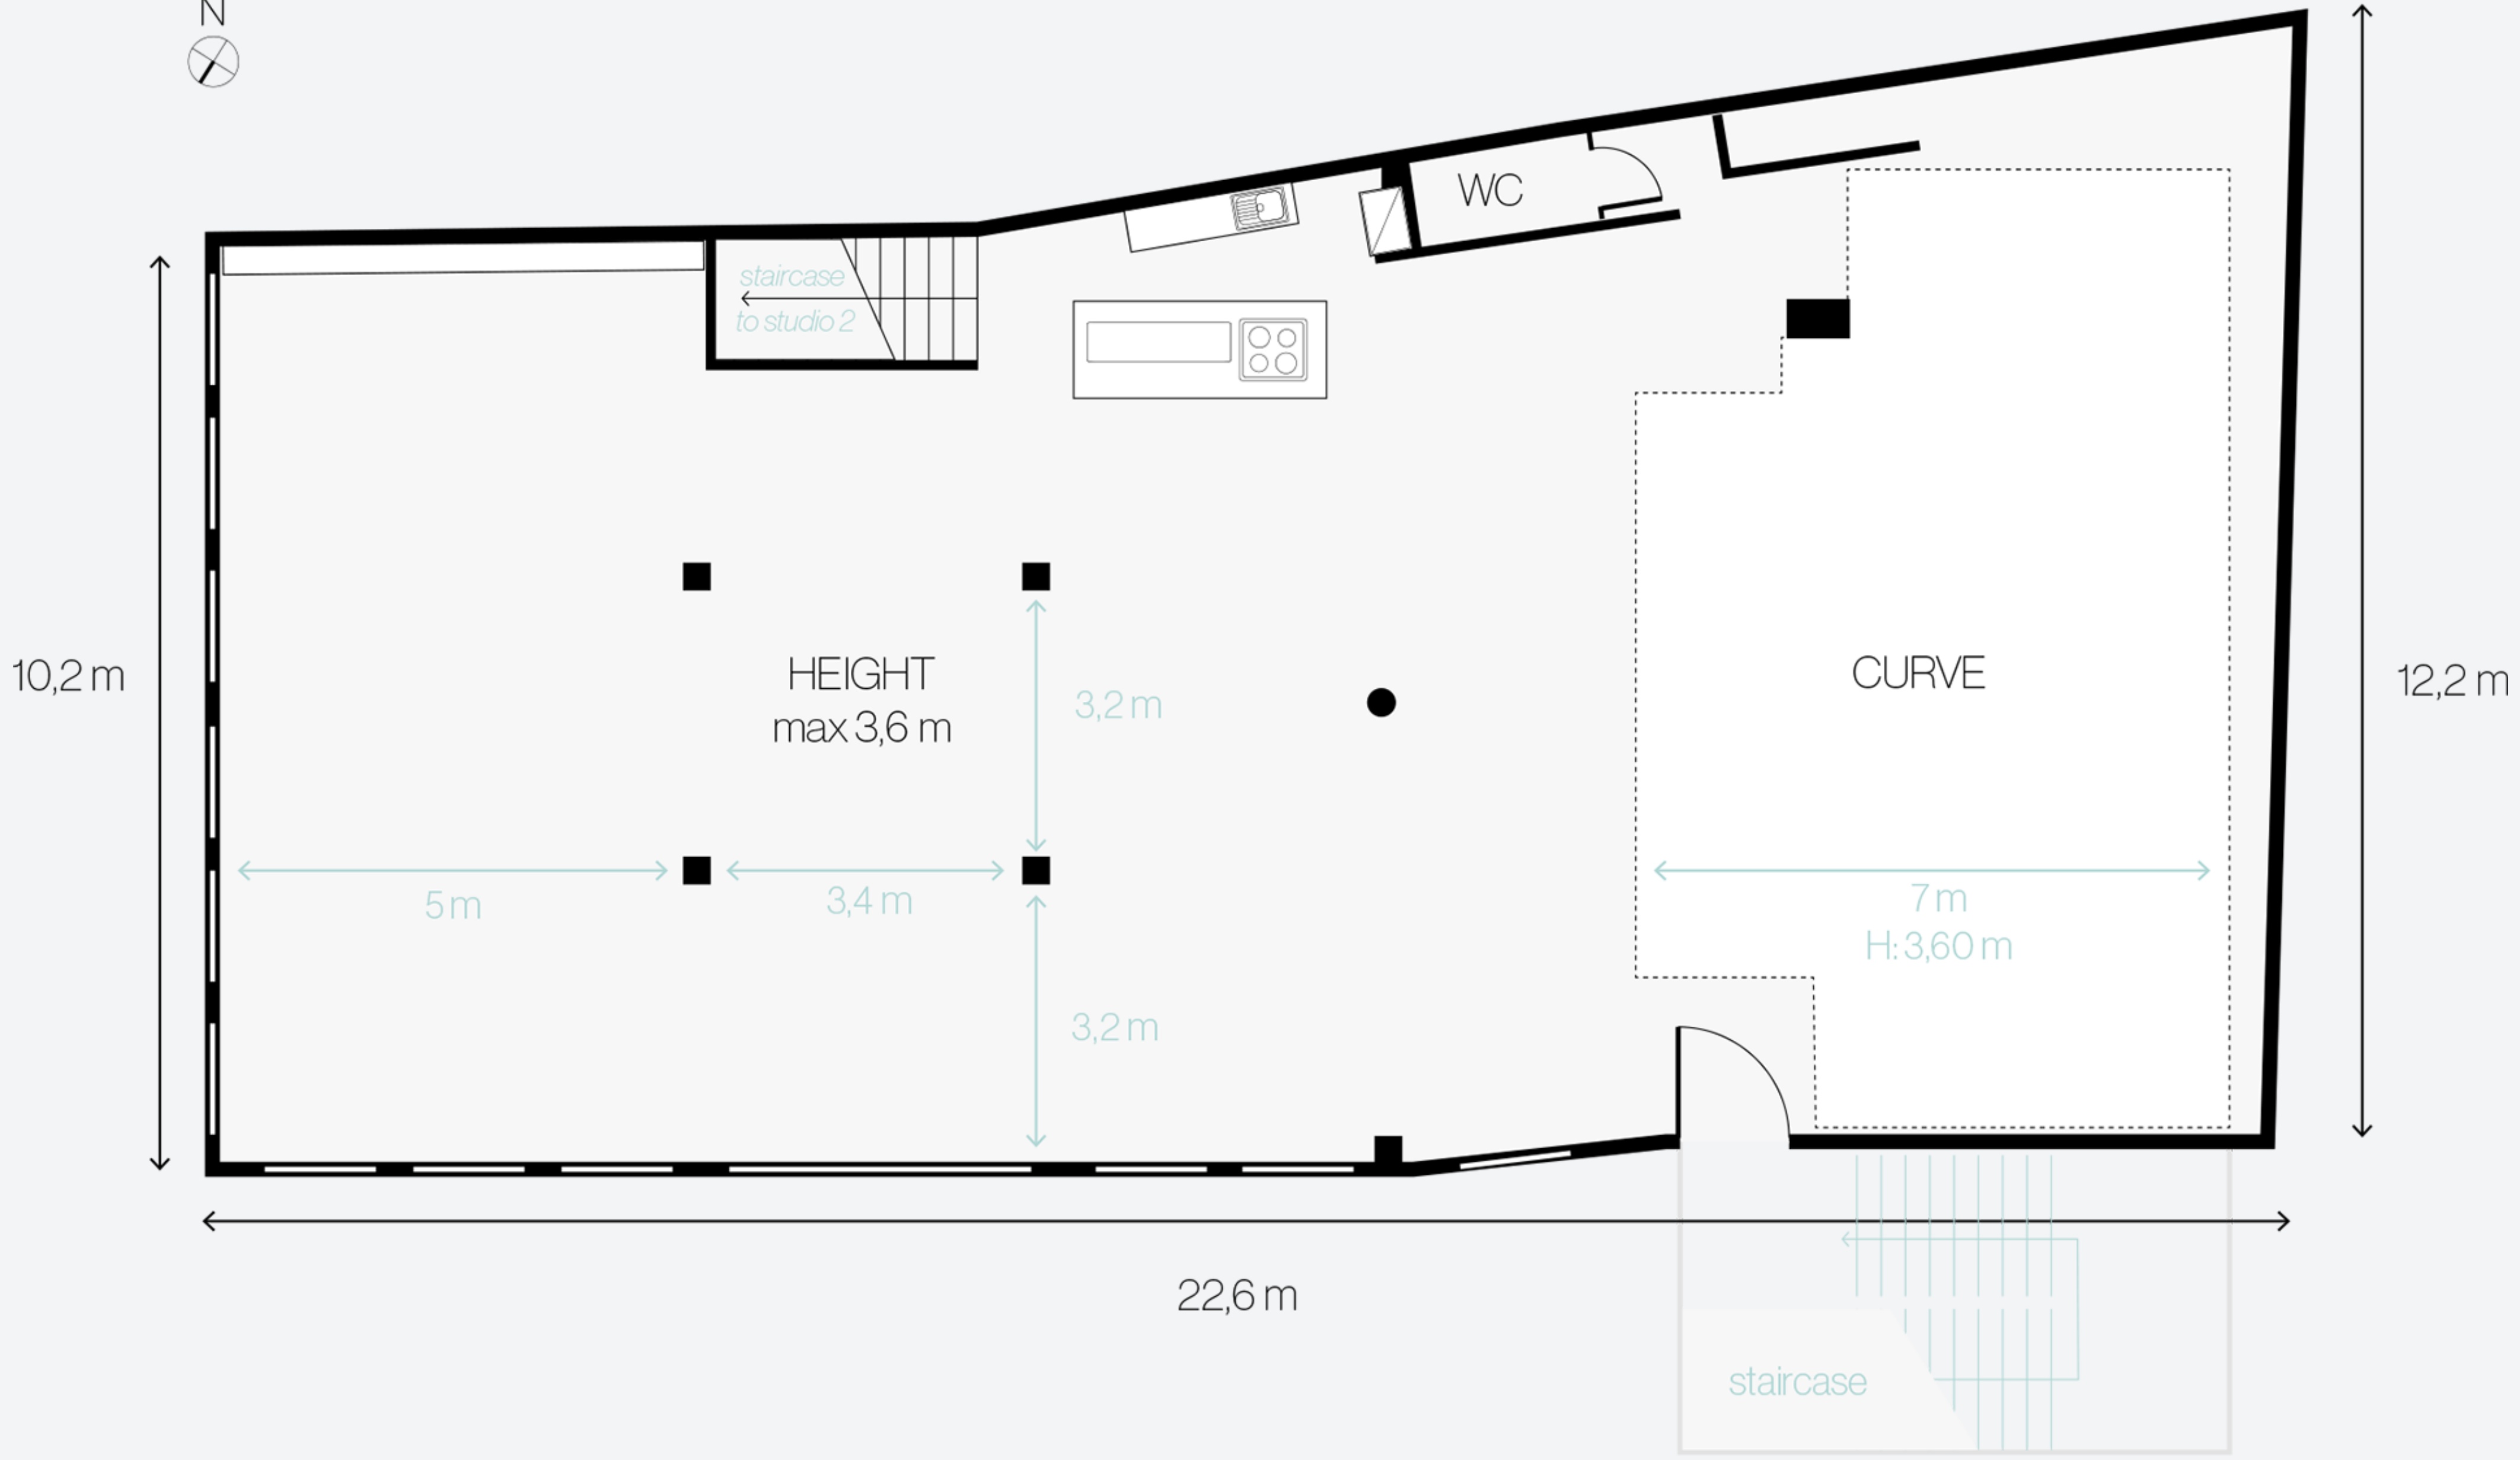 N
WC
staircase
to studio 2
HEIGHT
max 3,6 m
3,2 m
CURVE
10,2 m
12,2 m
5 m
3,4 m
7 m
H: 3,60 m
3,2 m
22,6 m
staircase